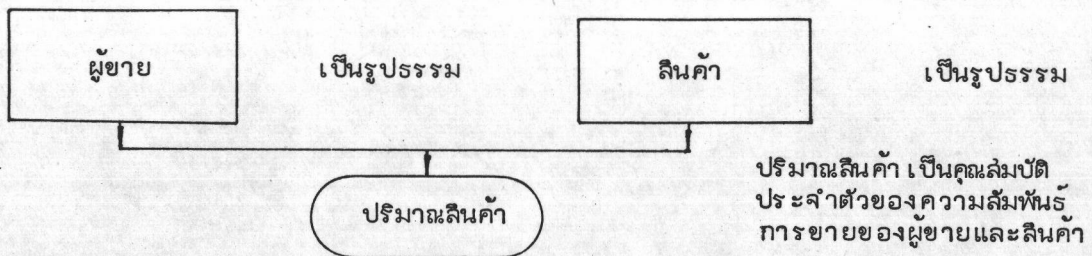 ผู้ขาย เป็นรูปธรรม สินค้า เป็นรูปธรรม
ปริมาณสินค้า
ปริมาณสินค้า เป็นคุณสมบัติ
ประจำตัวของความสัมพันธ์
การขายของผู้ขายและสินค้า